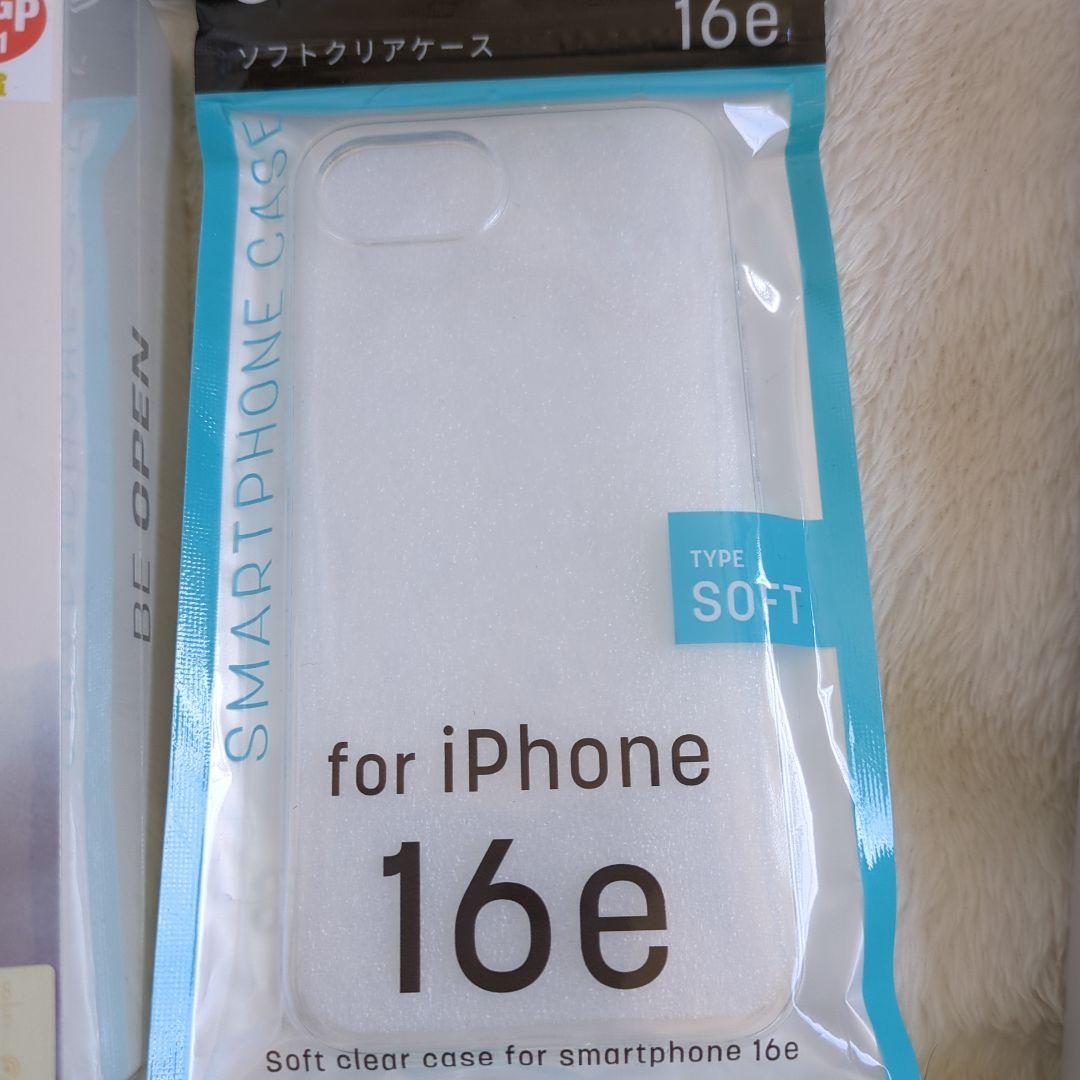 ソフトクリアケース
16e
SMARTPHONE CASE
BE OPEN
TYPE
SOFT
for iPhone
16e
Soft clear case for smartphone 16e